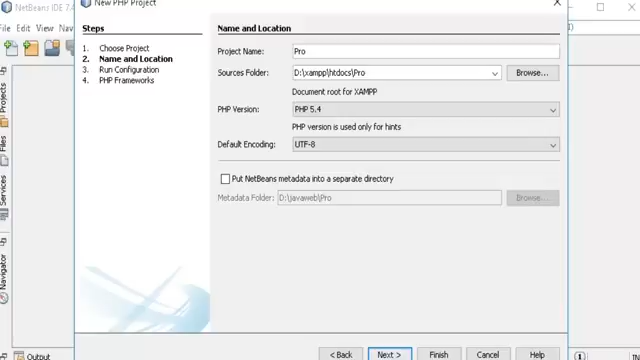 NetBeans IDE 7.4
New PHP Project
File Edit View
Steps
1. Choose Project
2. Name and Location
3. Run Configuration
4. PHP Frameworks
Name and Location
Project Name: Pro
Sources Folder: D:\xampp\htdocs\Pro Browse...
Document root for XAMPP
PHP Version: PHP 5.4
PHP version is used only for hints
Default Encoding: UTF-8
Put NetBeans metadata into a separate directory
Metadata Folder: D:\javaweb\Pro Browse...
Projects
Files
Services
Navigator
Output
< Back Next > Finish Cancel Help